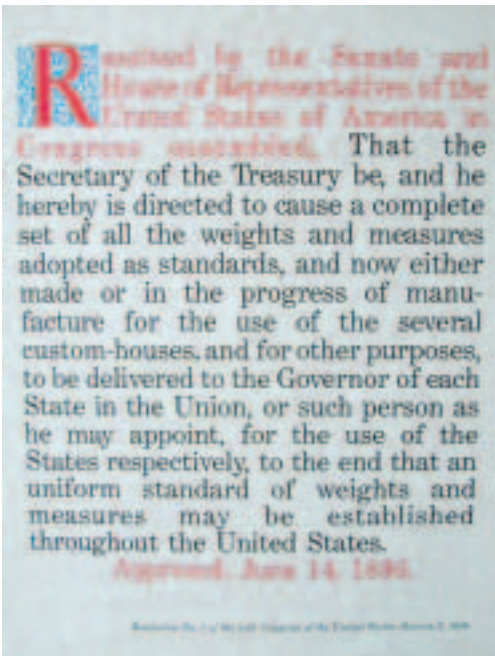 Resolved by the Senate and
House of Representatives of the
United States of America in
Congress assembled, That the
Secretary of the Treasury be, and he
hereby is directed to cause a complete
set of all the weights and measures
adopted as standards, and now either
made or in the progress of manu-
facture for the use of the several
custom-houses, and for other purposes,
to be delivered to the Governor of each
State in the Union, or such person as
he may appoint, for the use of the
States respectively, to the end that an
uniform standard of weights and
measures may be established
throughout the United States.
Approved, June 14, 1836.